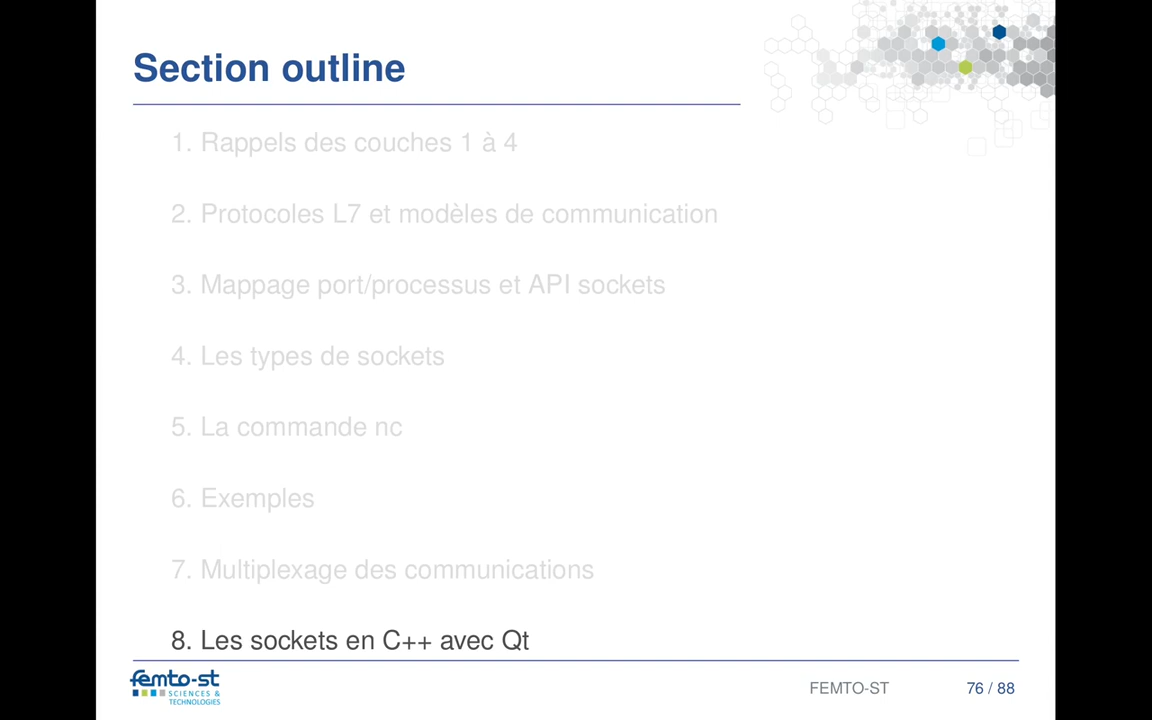 Section outline
1. Rappels des couches 1 à 4
2. Protocoles L7 et modèles de communication
3. Mappage port/processus et API sockets
4. Les types de sockets
5. La commande nc
6. Exemples
7. Multiplexage des communications
8. Les sockets en C++ avec Qt
femto-st
SCIENCES &
TECHNOLOGIES
FEMTO-ST
76 / 88